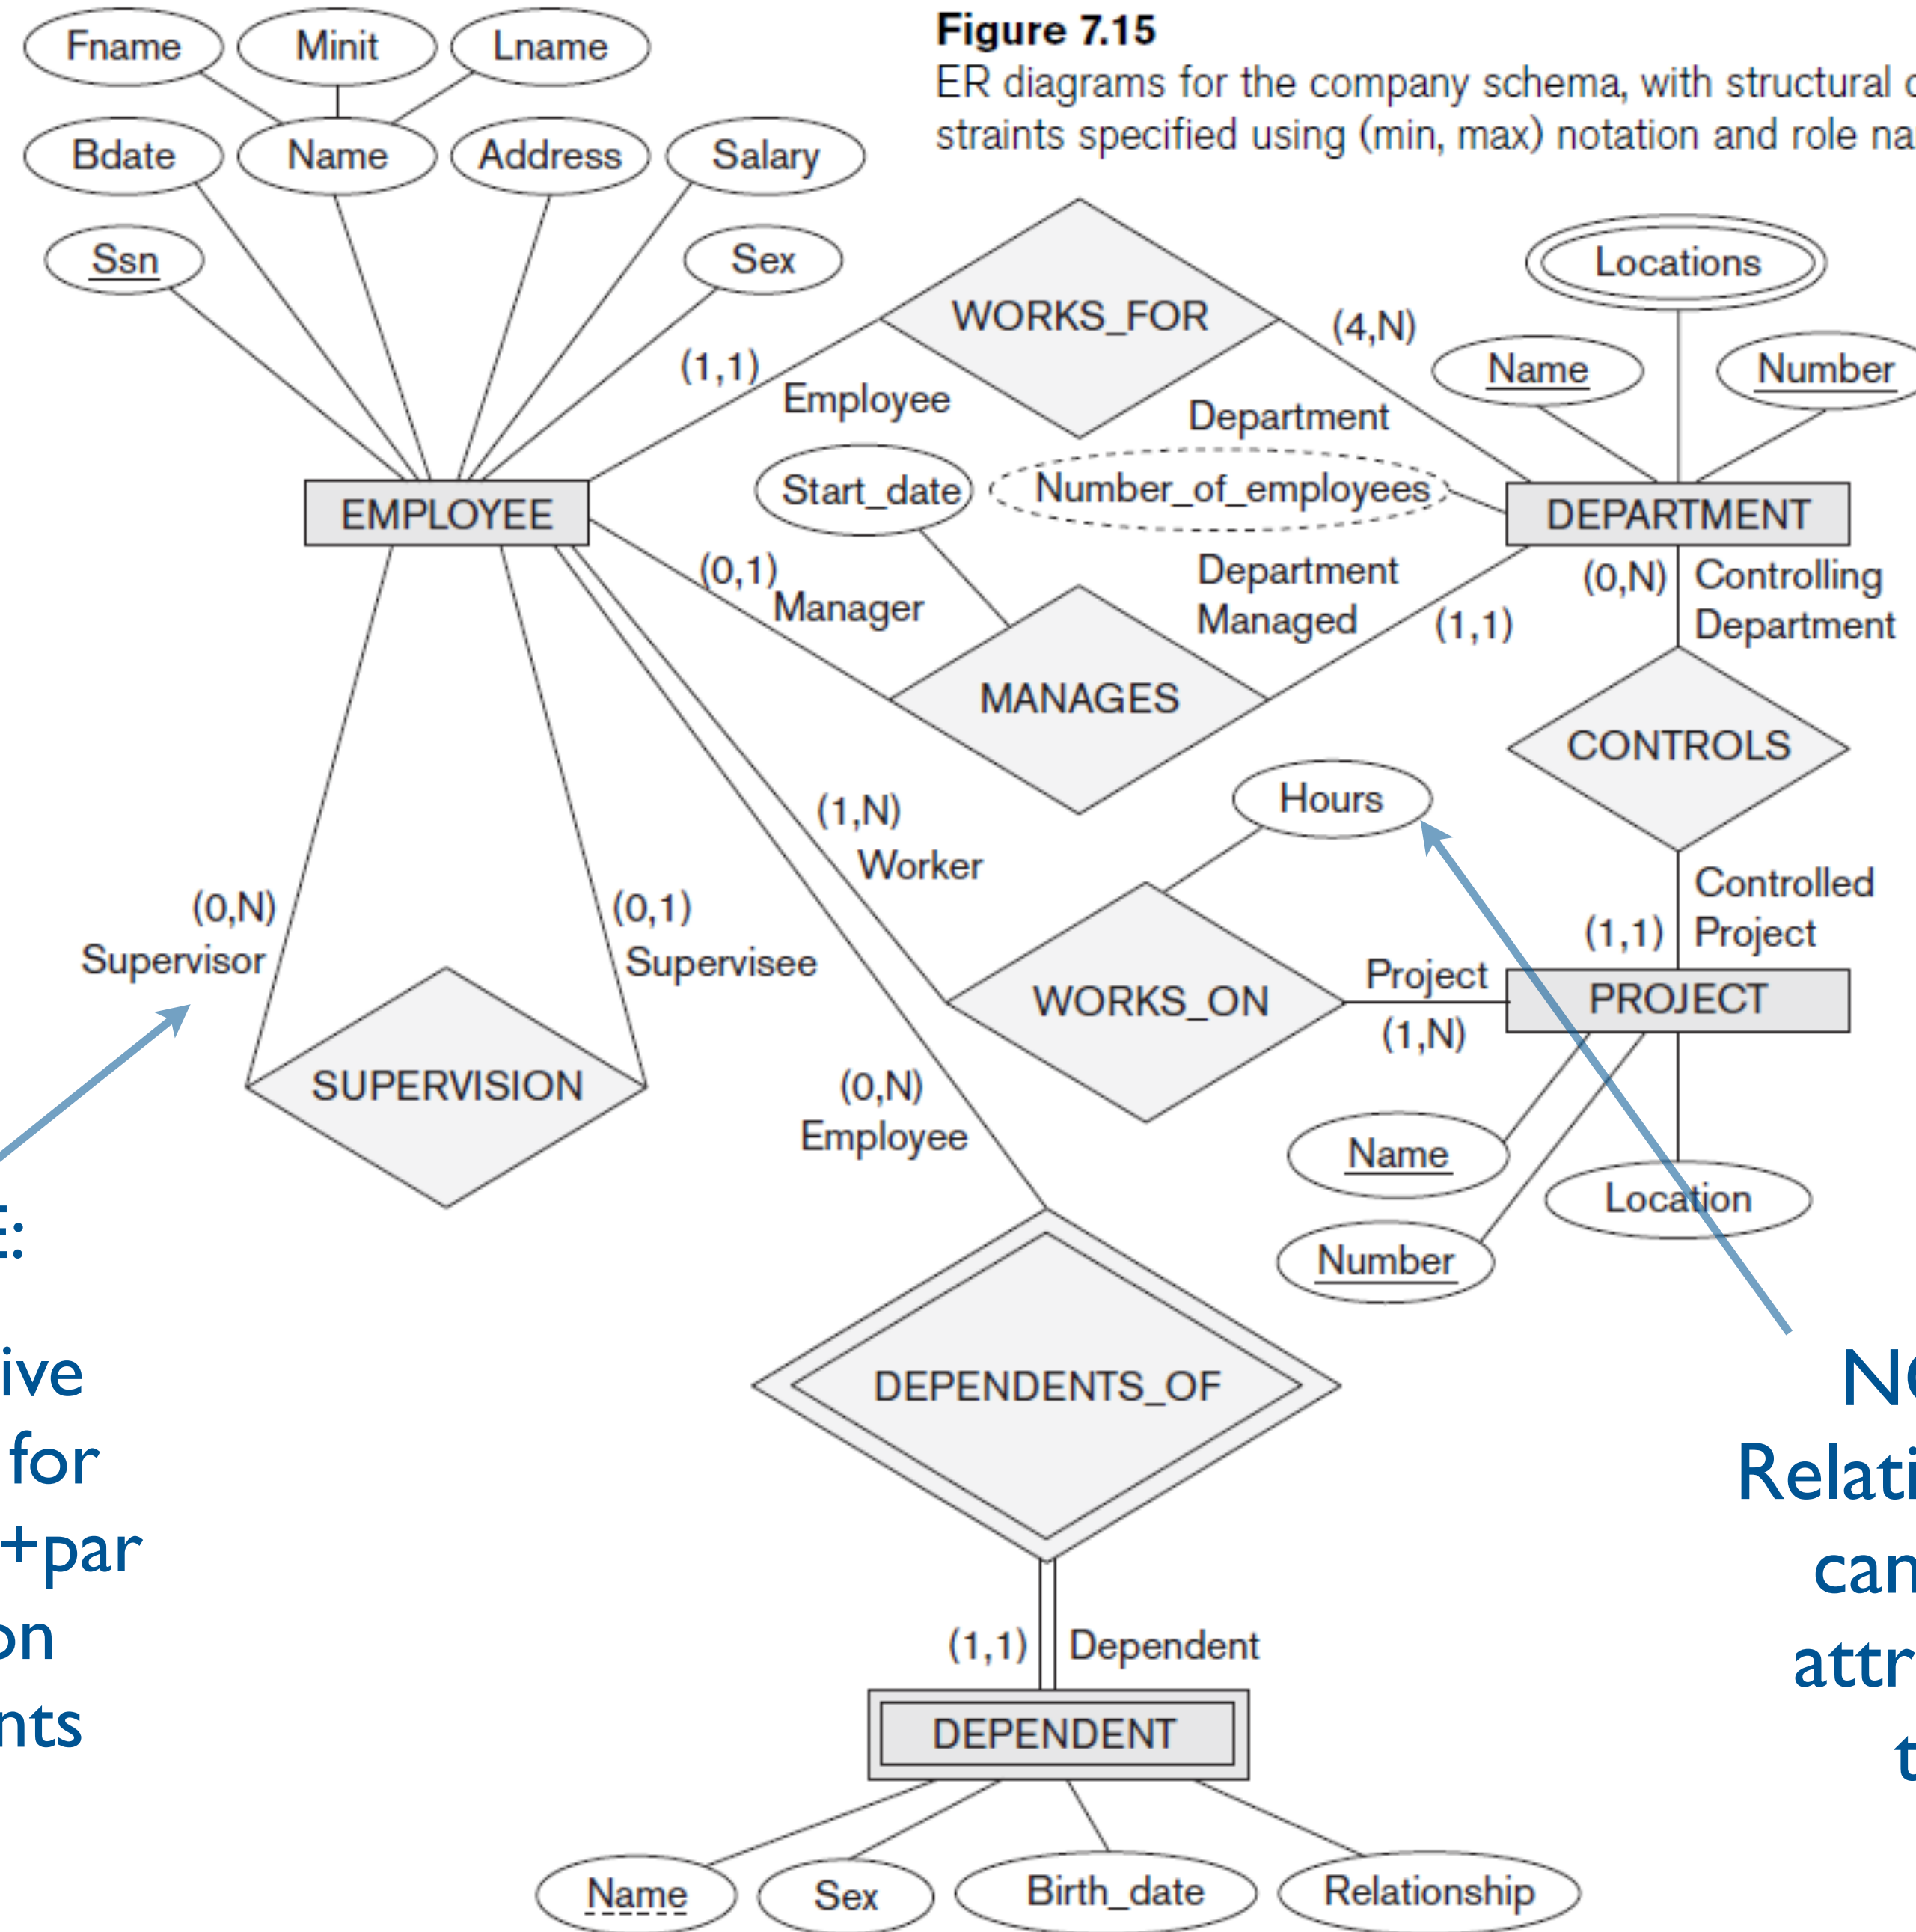 Figure 7.15
ER diagrams for the company schema, with structural
straints specified using (min, max) notation and role
Fname
Minit
Lname
Bdate
Name
Address
Salary
Ssn
Sex
WORKS_FOR
Locations
(1,1)
Employee
(4,N)
Department
Name
Number
Start_date
Number_of_employees
EMPLOYEE
DEPARTMENT
(0,1)
Manager
Department
Managed
(1,1)
(0,N)
Controlling
Department
MANAGES
CONTROLS
Hours
(1,N)
Worker
(0,N)
Supervisor
(0,1)
Supervisee
Controlled
Project
(1,1)
SUPERVISION
WORKS_ON
Project
(1,N)
PROJECT
(0,N)
Employee
Name
Number
Location
E:
ive
for
+par
on
nts
DEPENDENTS_OF
Relati
can
attr
t
(1,1)
Dependent
DEPENDENT
Name
Sex
Birth_date
Relationship